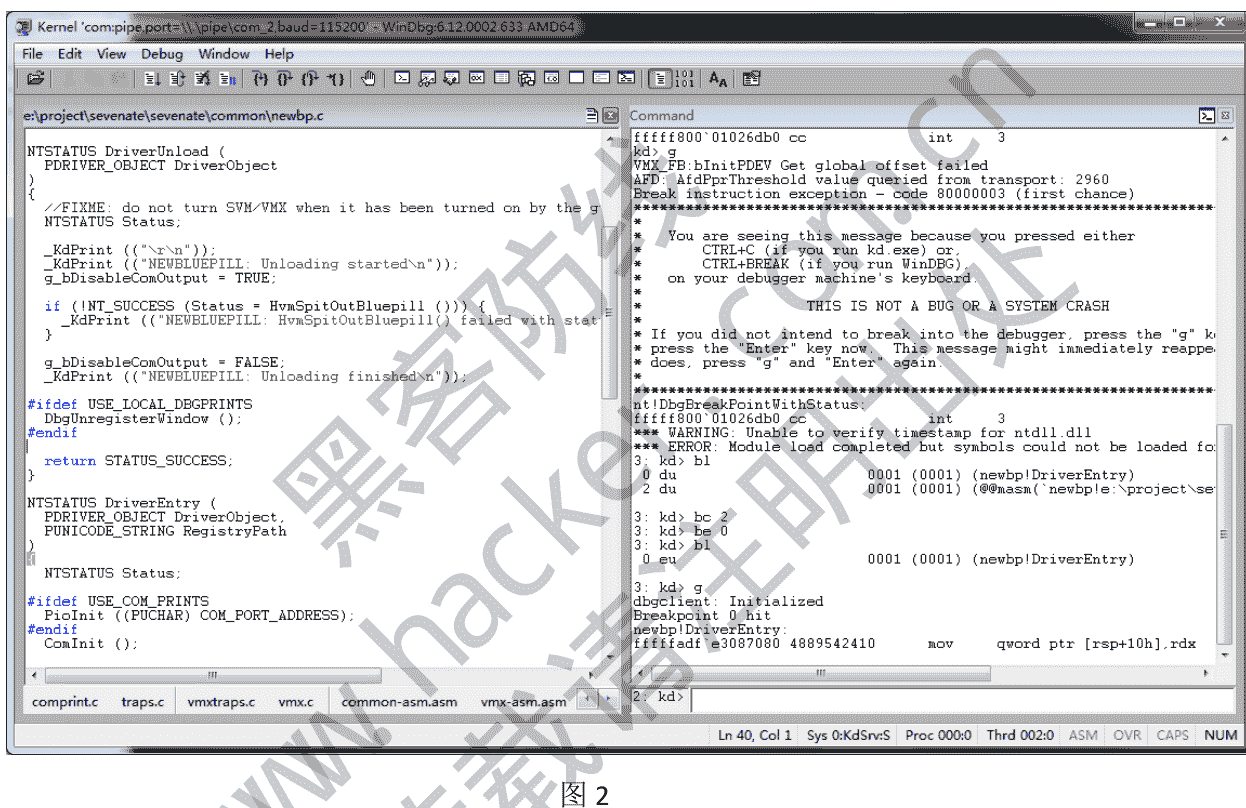 Kernel 'com:pipe,port=\\.\pipe\com_2,baud=115200' - WinDbg:6.12.0002.633 AMD64
File Edit View Debug Window Help
e:\project\sevenate\sevenate\common\newbp.c
NTSTATUS DriverUnload (
PDRIVER_OBJECT DriverObject
)
{
//FIXME: do not turn SVM/VMX when it has been turned on by the g
NTSTATUS Status;
_KdPrint (("\r\n"));
_KdPrint (("NEWBLUEPILL: Unloading started\n"));
g_bDisableComOutput = TRUE;
if (!NT_SUCCESS (Status = HvmSpitOutBluepill ())) {
_KdPrint (("NEWBLUEPILL: HvmSpitOutBluepill() failed with stat
}
g_bDisableComOutput = FALSE;
_KdPrint (("NEWBLUEPILL: Unloading finished\n"));
#ifdef USE_LOCAL_DBGPRINTS
DbgUnregisterWindow ();
#endif
return STATUS_SUCCESS;
}
NTSTATUS DriverEntry (
PDRIVER_OBJECT DriverObject,
PUNICODE_STRING RegistryPath
)
{
NTSTATUS Status;
#ifdef USE_COM_PRINTS
PioInit ((PUCHAR) COM_PORT_ADDRESS);
#endif
ComInit ();
comprint.c traps.c vmxtraps.c vmx.c common-asm.asm vmx-asm.asm
Command
fffff800`01026db0 cc int 3
kd> g
VMX_FB:bInitPDEV Get global offset failed
AFD: AfdPprThreshold value queried from transport: 2960
Break instruction exception - code 80000003 (first chance)
*******************************************************************************
*
* You are seeing this message because you pressed either
* CTRL+C (if you run kd.exe) or,
* CTRL+BREAK (if you run WinDBG),
* on your debugger machine's keyboard.
*
* THIS IS NOT A BUG OR A SYSTEM CRASH
*
* If you did not intend to break into the debugger, press the "g" k
* press the "Enter" key now. This message might immediately reappe
* does, press "g" and "Enter" again.
*
*******************************************************************************
nt!DbgBreakPointWithStatus:
fffff800`01026db0 cc int 3
*** WARNING: Unable to verify timestamp for ntdll.dll
*** ERROR: Module load completed but symbols could not be loaded fo
3: kd> bl
0 du 0001 (0001) (newbp!DriverEntry)
2 du 0001 (0001) (@@masm(`newbp!e:\project\se
3: kd> bc 2
3: kd> be 0
3: kd> bl
0 eu 0001 (0001) (newbp!DriverEntry)
3: kd> g
dbgclient: Initialized
Breakpoint 0 hit
newbp!DriverEntry:
fffffadf`e3087080 4889542410 mov qword ptr [rsp+10h],rdx
2: kd>
Ln 40, Col 1 Sys 0:KdSrv:S Proc 000:0 Thrd 002:0 ASM OVR CAPS NUM
黑客防线
www.hacker.com.cn
转载请注明出处
图 2